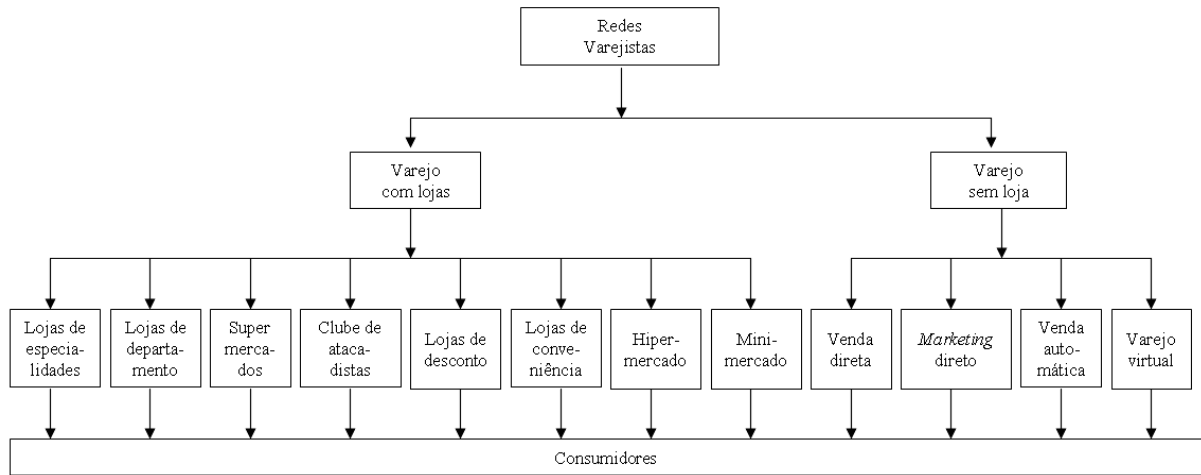 Redes
Varejistas
Varejo
com lojas
Varejo
sem loja
Lojas de
especia-
lidades
Lojas de
departa-
mento
Super
merca-
dos
Clube de
ataca-
distas
Lojas de
desconto
Lojas de
conve-
niência
Hiper-
mercado
Mini-
mercado
Venda
direta
Marketing
direto
Venda
auto-
mática
Varejo
virtual
Consumidores